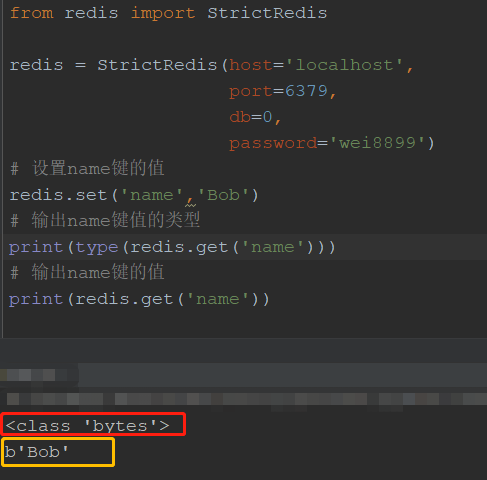 from redis import StrictRedis
redis = StrictRedis(host='localhost',
port=6379,
db=0,
password='wei8899')
# 设置name键的值
redis.set('name','Bob')
# 输出name键值的类型
print(type(redis.get('name')))
# 输出name键的值
print(redis.get('name'))
<class 'bytes'>
b'Bob'